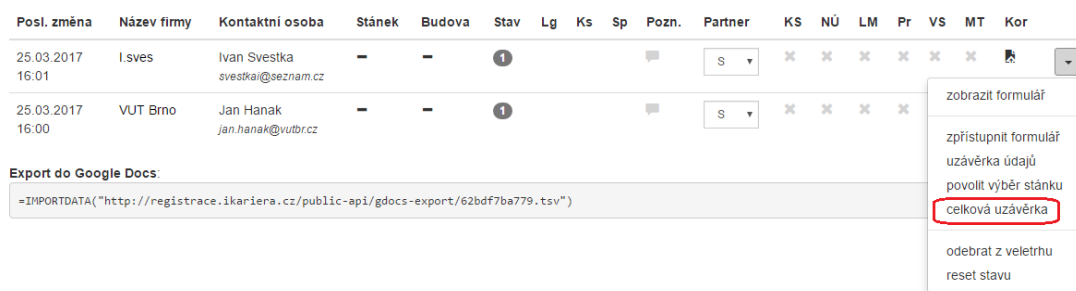 Posl. změna Název firmy Kontaktní osoba Stánek Budova Stav Lg Ks Sp Pozn. Partner KS NÚ LM Pr VS MT Kor
25.03.2017 I.sves Ivan Svestka – – 1 S
16:01 svestkai@seznam.cz
25.03.2017 VUT Brno Jan Hanak – – 1 S
16:00 jan.hanak@vutbr.cz
zobrazit formulář
zpřístupnit formulář
uzávěrka údajů
povolit výběr stánku
celková uzávěrka
odebrat z veletrhu
reset stavu
Export do Google Docs:
=IMPORTDATA("http://registrace.ikariera.cz/public-api/gdocs-export/62bdf7ba779.tsv")